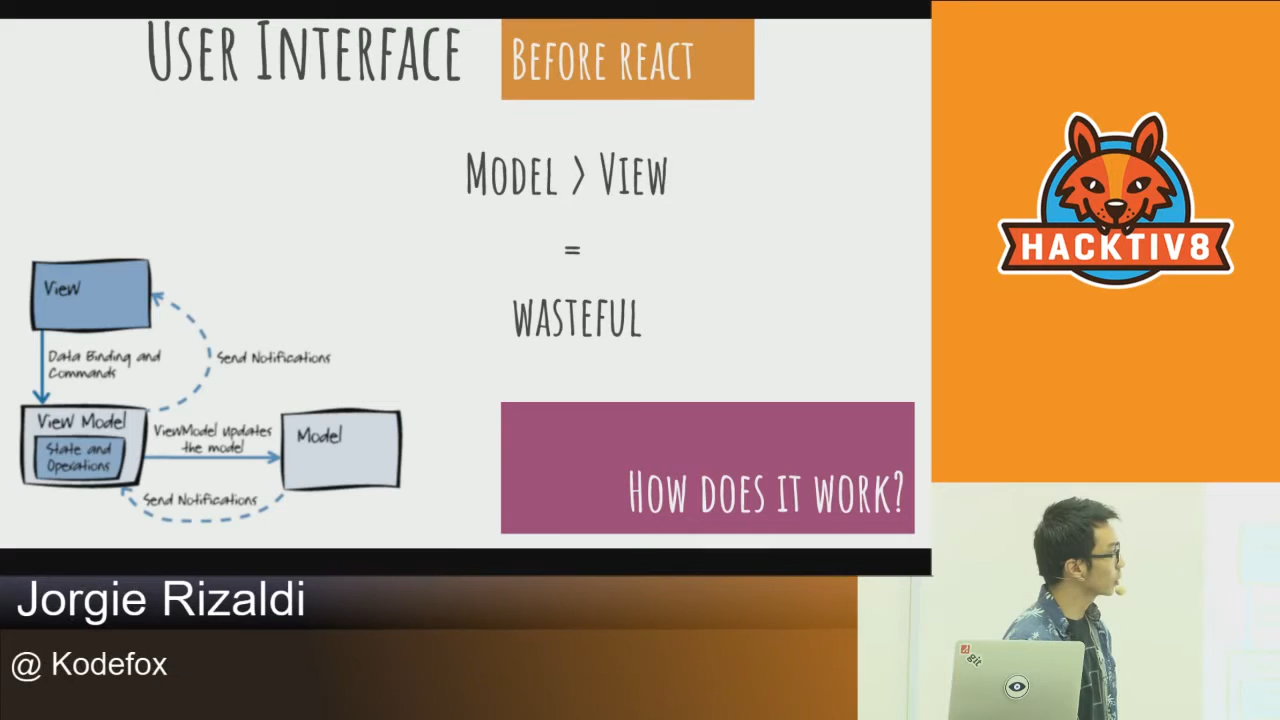 USER INTERFACE
BEFORE REACT
MODEL > VIEW
=
WASTEFUL
View
Data Binding and
Commands
Send Notifications
View Model
State and
Operations
ViewModel updates
the model
Model
Send Notifications
HOW DOES IT WORK?
HACKTIV8
git
Jorgie Rizaldi
@ Kodefox